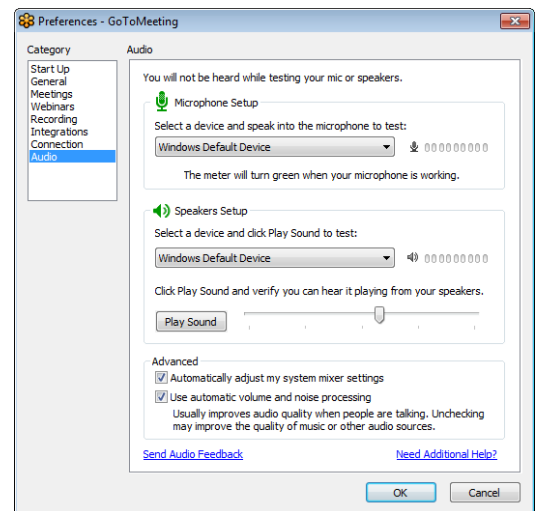 Preferences - GoToMeeting
Category
Audio
Start Up
General
Meetings
Webinars
Recording
Integrations
Connection
Audio
You will not be heard while testing your mic or speakers.
Microphone Setup
Select a device and speak into the microphone to test:
Windows Default Device
The meter will turn green when your microphone is working.
Speakers Setup
Select a device and click Play Sound to test:
Windows Default Device
Click Play Sound and verify you can hear it playing from your speakers.
Play Sound
Advanced
Automatically adjust my system mixer settings
Use automatic volume and noise processing
Usually improves audio quality when people are talking. Unchecking
may improve the quality of music or other audio sources.
Send Audio Feedback
Need Additional Help?
OK
Cancel